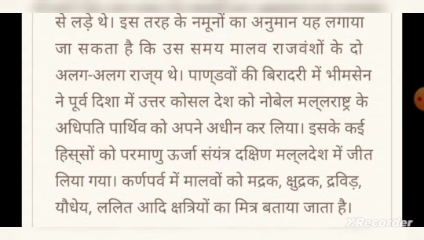 से लड़े थे। इस तरह के नमूनों का अनुमान यह लगाया
जा सकता है कि उस समय मालव राजवंशों के दो
अलग-अलग राज्य थे। पाण्डवों की बिरादरी में भीमसेन
ने पूर्व दिशा में उत्तर कोसल देश को नोबेल मल्लराष्ट्र के
अधिपति पार्थिव को अपने अधीन कर लिया। इसके कई
हिस्सों को परमाणु ऊर्जा संयंत्र दक्षिण मल्लदेश में जीत
लिया गया। कर्णपर्व में मालवों को मद्रक, क्षुद्रक, द्रविड़,
यौधेय, ललित आदि क्षत्रियों का मित्र बताया जाता है।
XRecorder